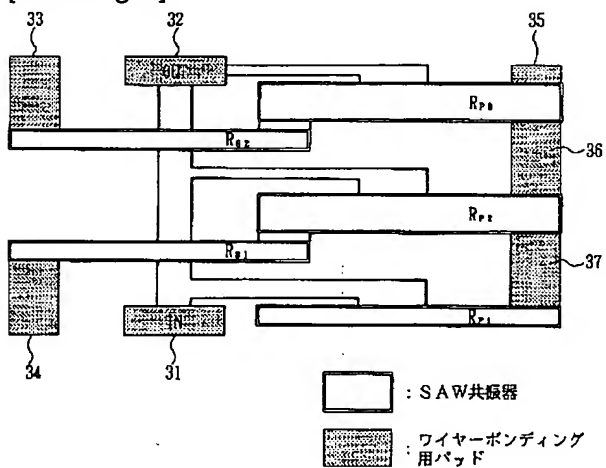 33
32
35
OUT
R_P3
36
R_S2
R_P2
R_S1
37
IN
R_P1
34
31
: SAW共振器
: ワイヤーボンディング
用パッド